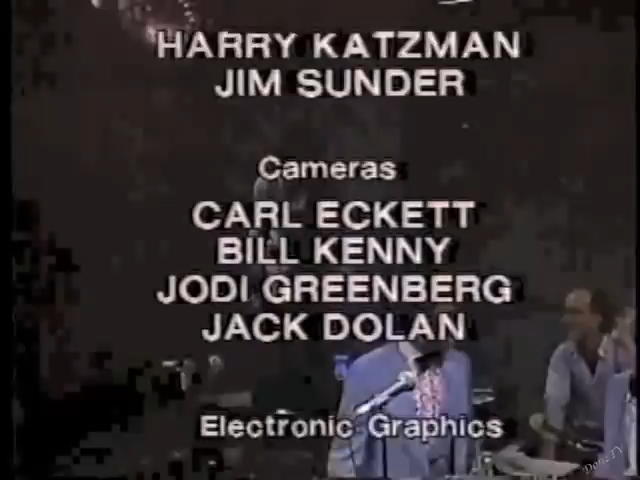 HARRY KATZMAN
JIM SUNDER
Cameras
CARL ECKETT
BILL KENNY
JODI GREENBERG
JACK DOLAN
Electronic Graphics